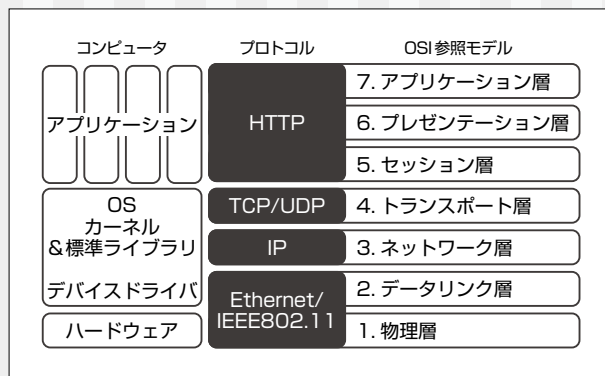 コンピュータ
プロトコル
OSI参照モデル
アプリケーション
HTTP
7. アプリケーション層
6. プレゼンテーション層
5. セッション層
OS
カーネル
&標準ライブラリ
デバイスドライバ
TCP/UDP
4. トランスポート層
IP
3. ネットワーク層
Ethernet/
IEEE802.11
2. データリンク層
ハードウェア
1. 物理層